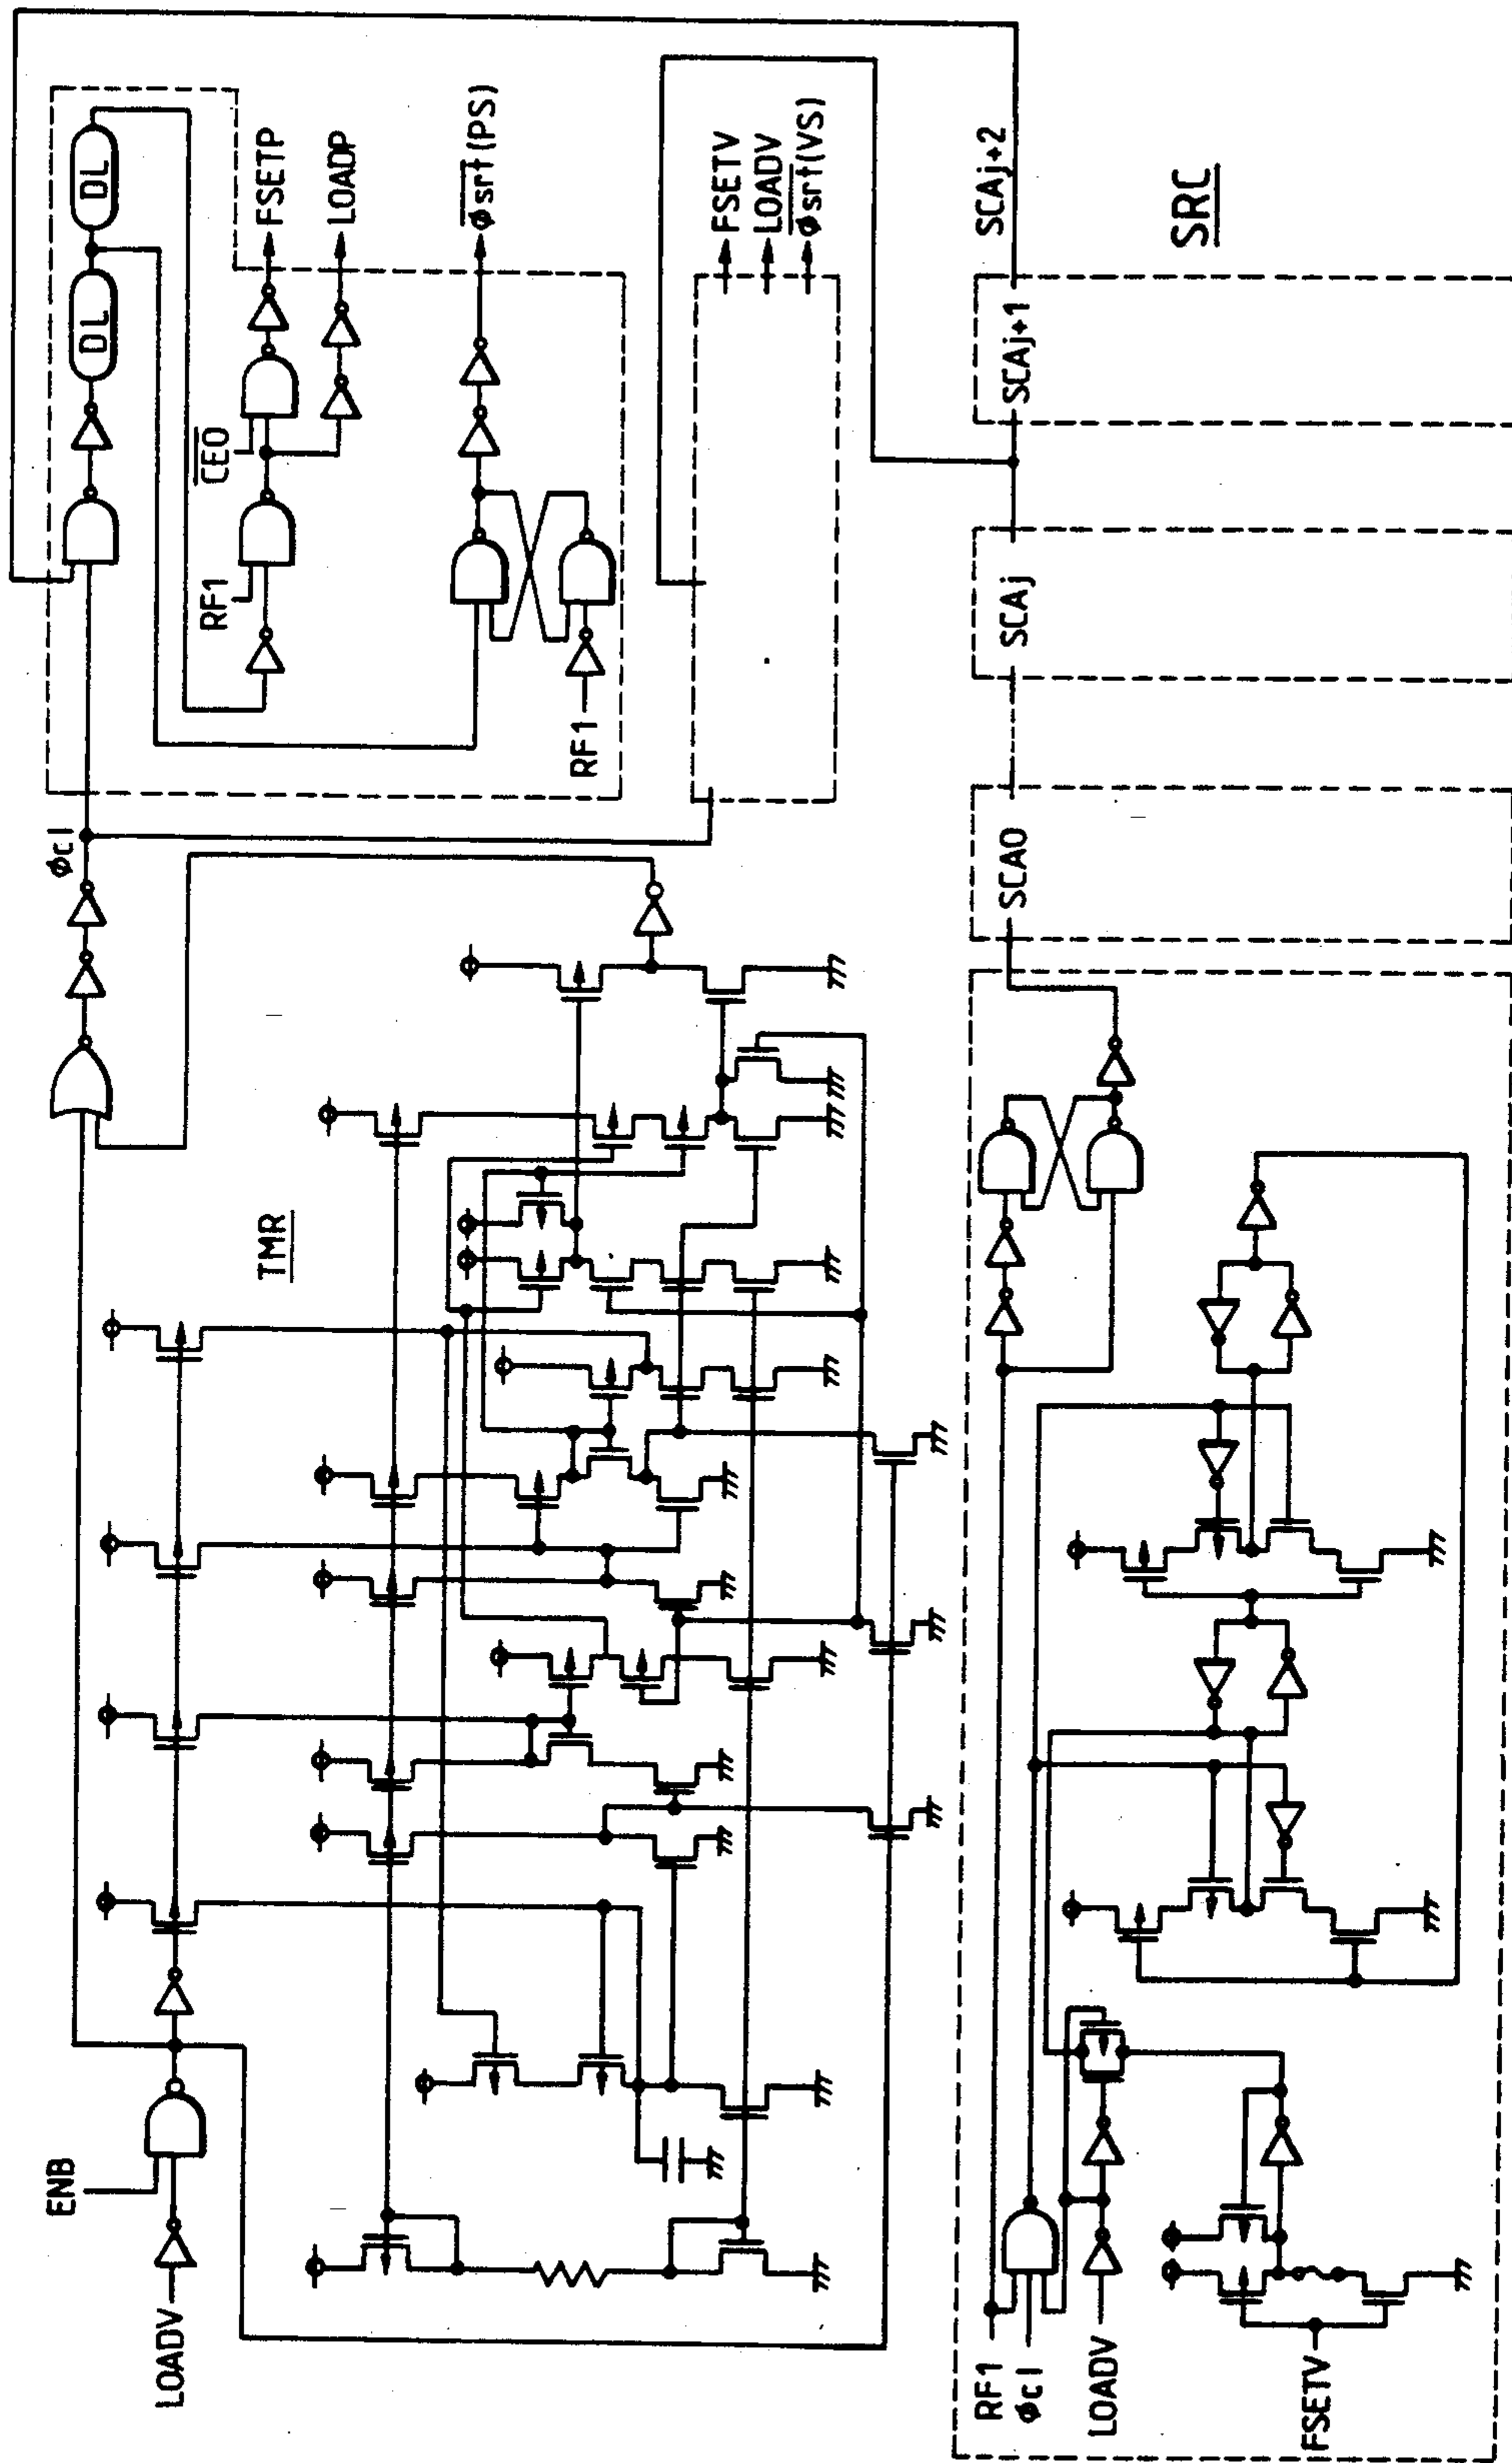 DL
DL
FSETP
LOADP
CE0
RF1
φsrt(PS)
RF1
φcl
FSETV
LOADV
φsrt(VS)
TMR
ENB
LOADV
SCAj+2
SCAj+1
SCAj
SCA0
SRC
RF1
φcl
LOADV
FSETV